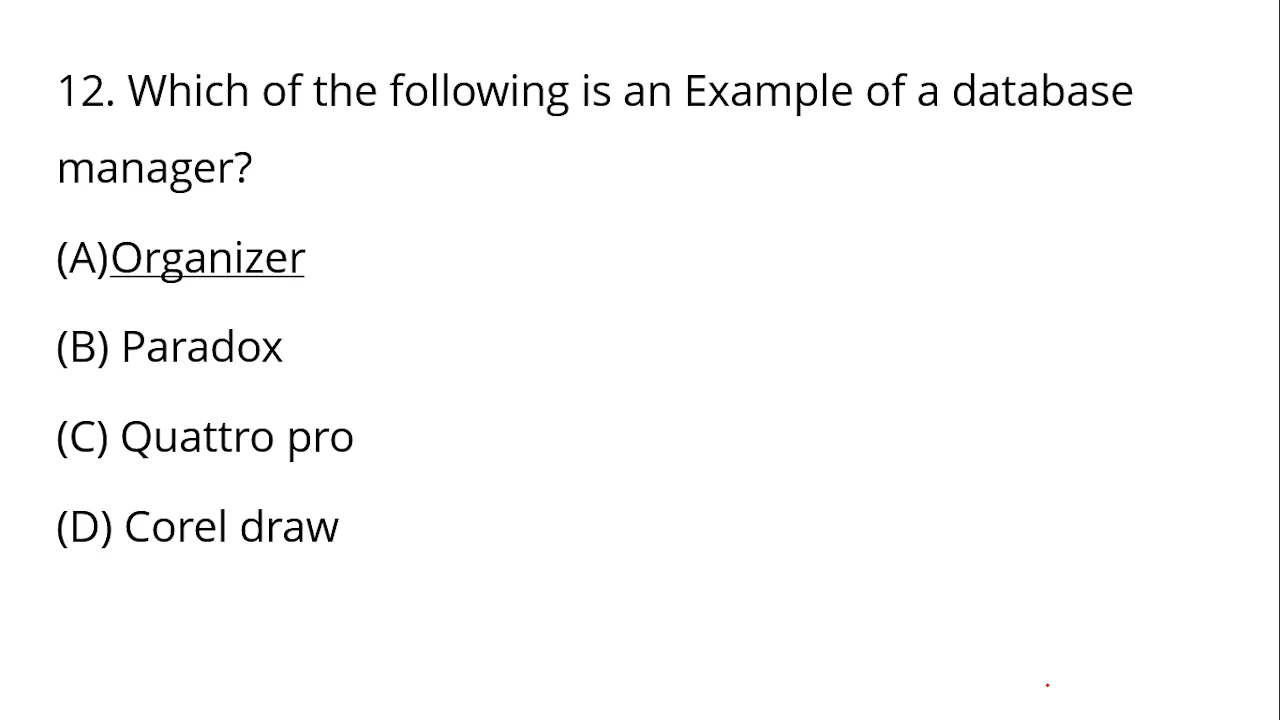 12. Which of the following is an Example of a database
manager?
(A)Organizer
(B) Paradox
(C) Quattro pro
(D) Corel draw